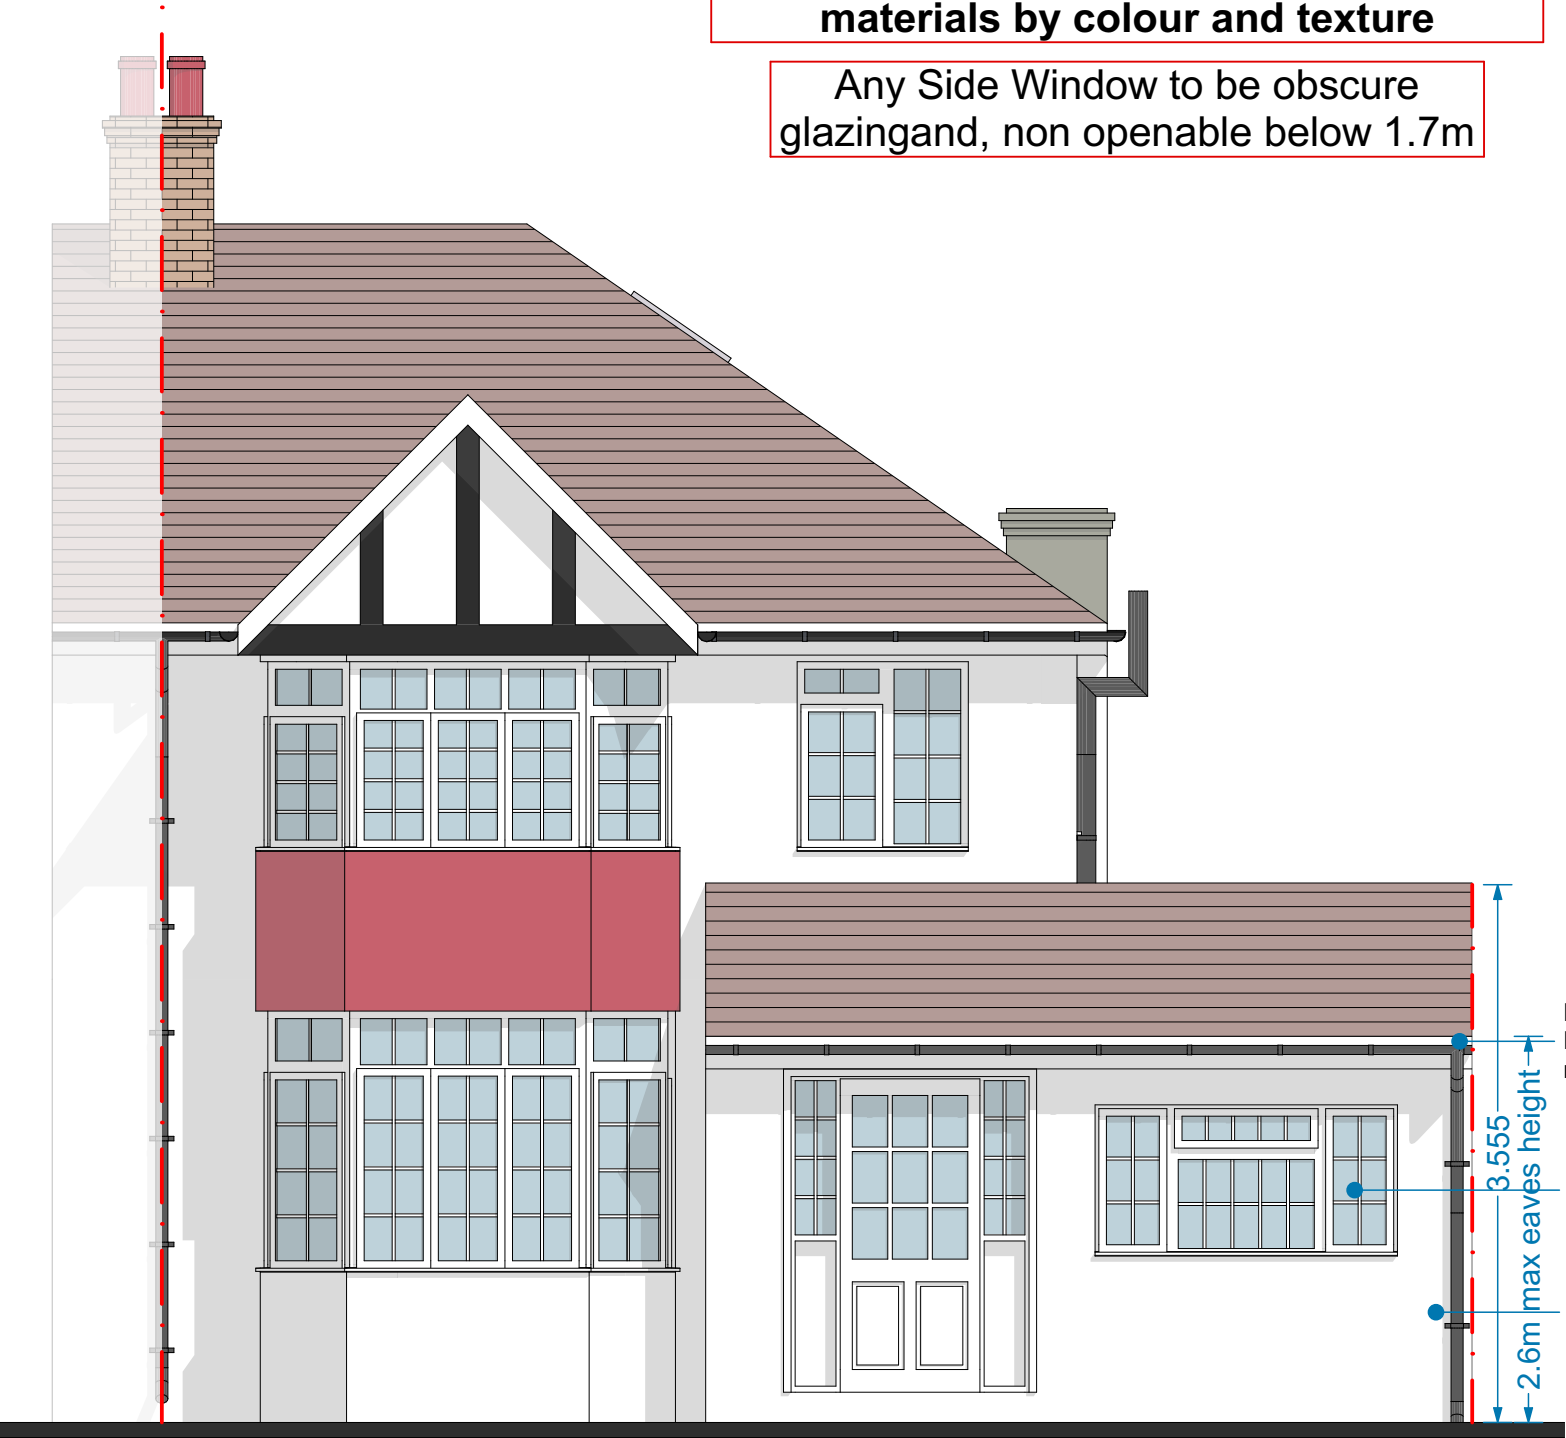 materials by colour and texture
Any Side Window to be obscure
glazingand, non openable below 1.7m
3.555
2.6m max eaves height